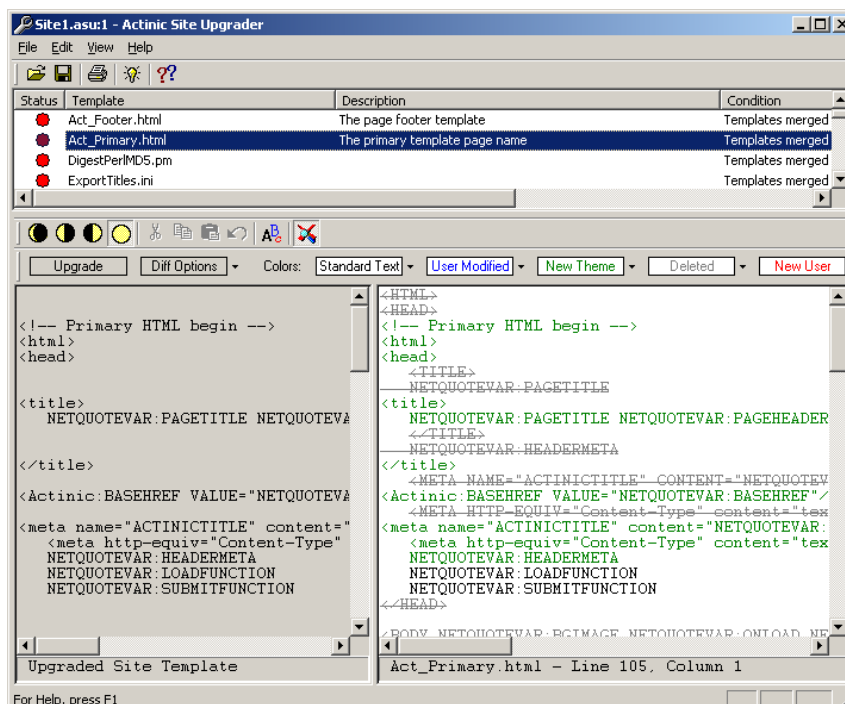 Site1.asu:1 - Actinic Site Upgrader
File Edit View Help
??
Status Template Description Condition
Act_Footer.html The page footer template Templates merged
Act_Primary.html The primary template page name Templates merged
DigestPerlMD5.pm Templates merged
ExportTitles.ini Templates merged
Upgrade Diff Options Colors: Standard Text User Modified New Theme Deleted New User
<!-- Primary HTML begin -->
<html>
<head>
<title>
NETQUOTEVAR:PAGETITLE NETQUOTEVA
</title>
<Actinic:BASEHREF VALUE="NETQUOTEVA
<meta name="ACTINICTITLE" content="
<meta http-equiv="Content-Type"
NETQUOTEVAR:HEADERMETA
NETQUOTEVAR:LOADFUNCTION
NETQUOTEVAR:SUBMITFUNCTION
Upgraded Site Template
<HTML>
<HEAD>
<!-- Primary HTML begin -->
<html>
<head>
<TITLE>
NETQUOTEVAR:PAGETITLE
<title>
NETQUOTEVAR:PAGETITLE NETQUOTEVAR:PAGEHEADER
</TITLE>
NETQUOTEVAR:HEADERMETA
</title>
<META NAME="ACTINICTITLE" CONTENT="NETQUOTEV
<Actinic:BASEHREF VALUE="NETQUOTEVAR:BASEHREF"/
<META HTTP-EQUIV="Content-Type" content="tex
<meta name="ACTINICTITLE" content="NETQUOTEVAR:
<meta http-equiv="Content-Type" content="tex
NETQUOTEVAR:HEADERMETA
NETQUOTEVAR:LOADFUNCTION
NETQUOTEVAR:SUBMITFUNCTION
</HEAD>
<BODY NETQUOTEVAR:BGIMAGE NETQUOTEVAR:ONLOAD NE
Act_Primary.html - Line 105, Column 1
For Help, press F1